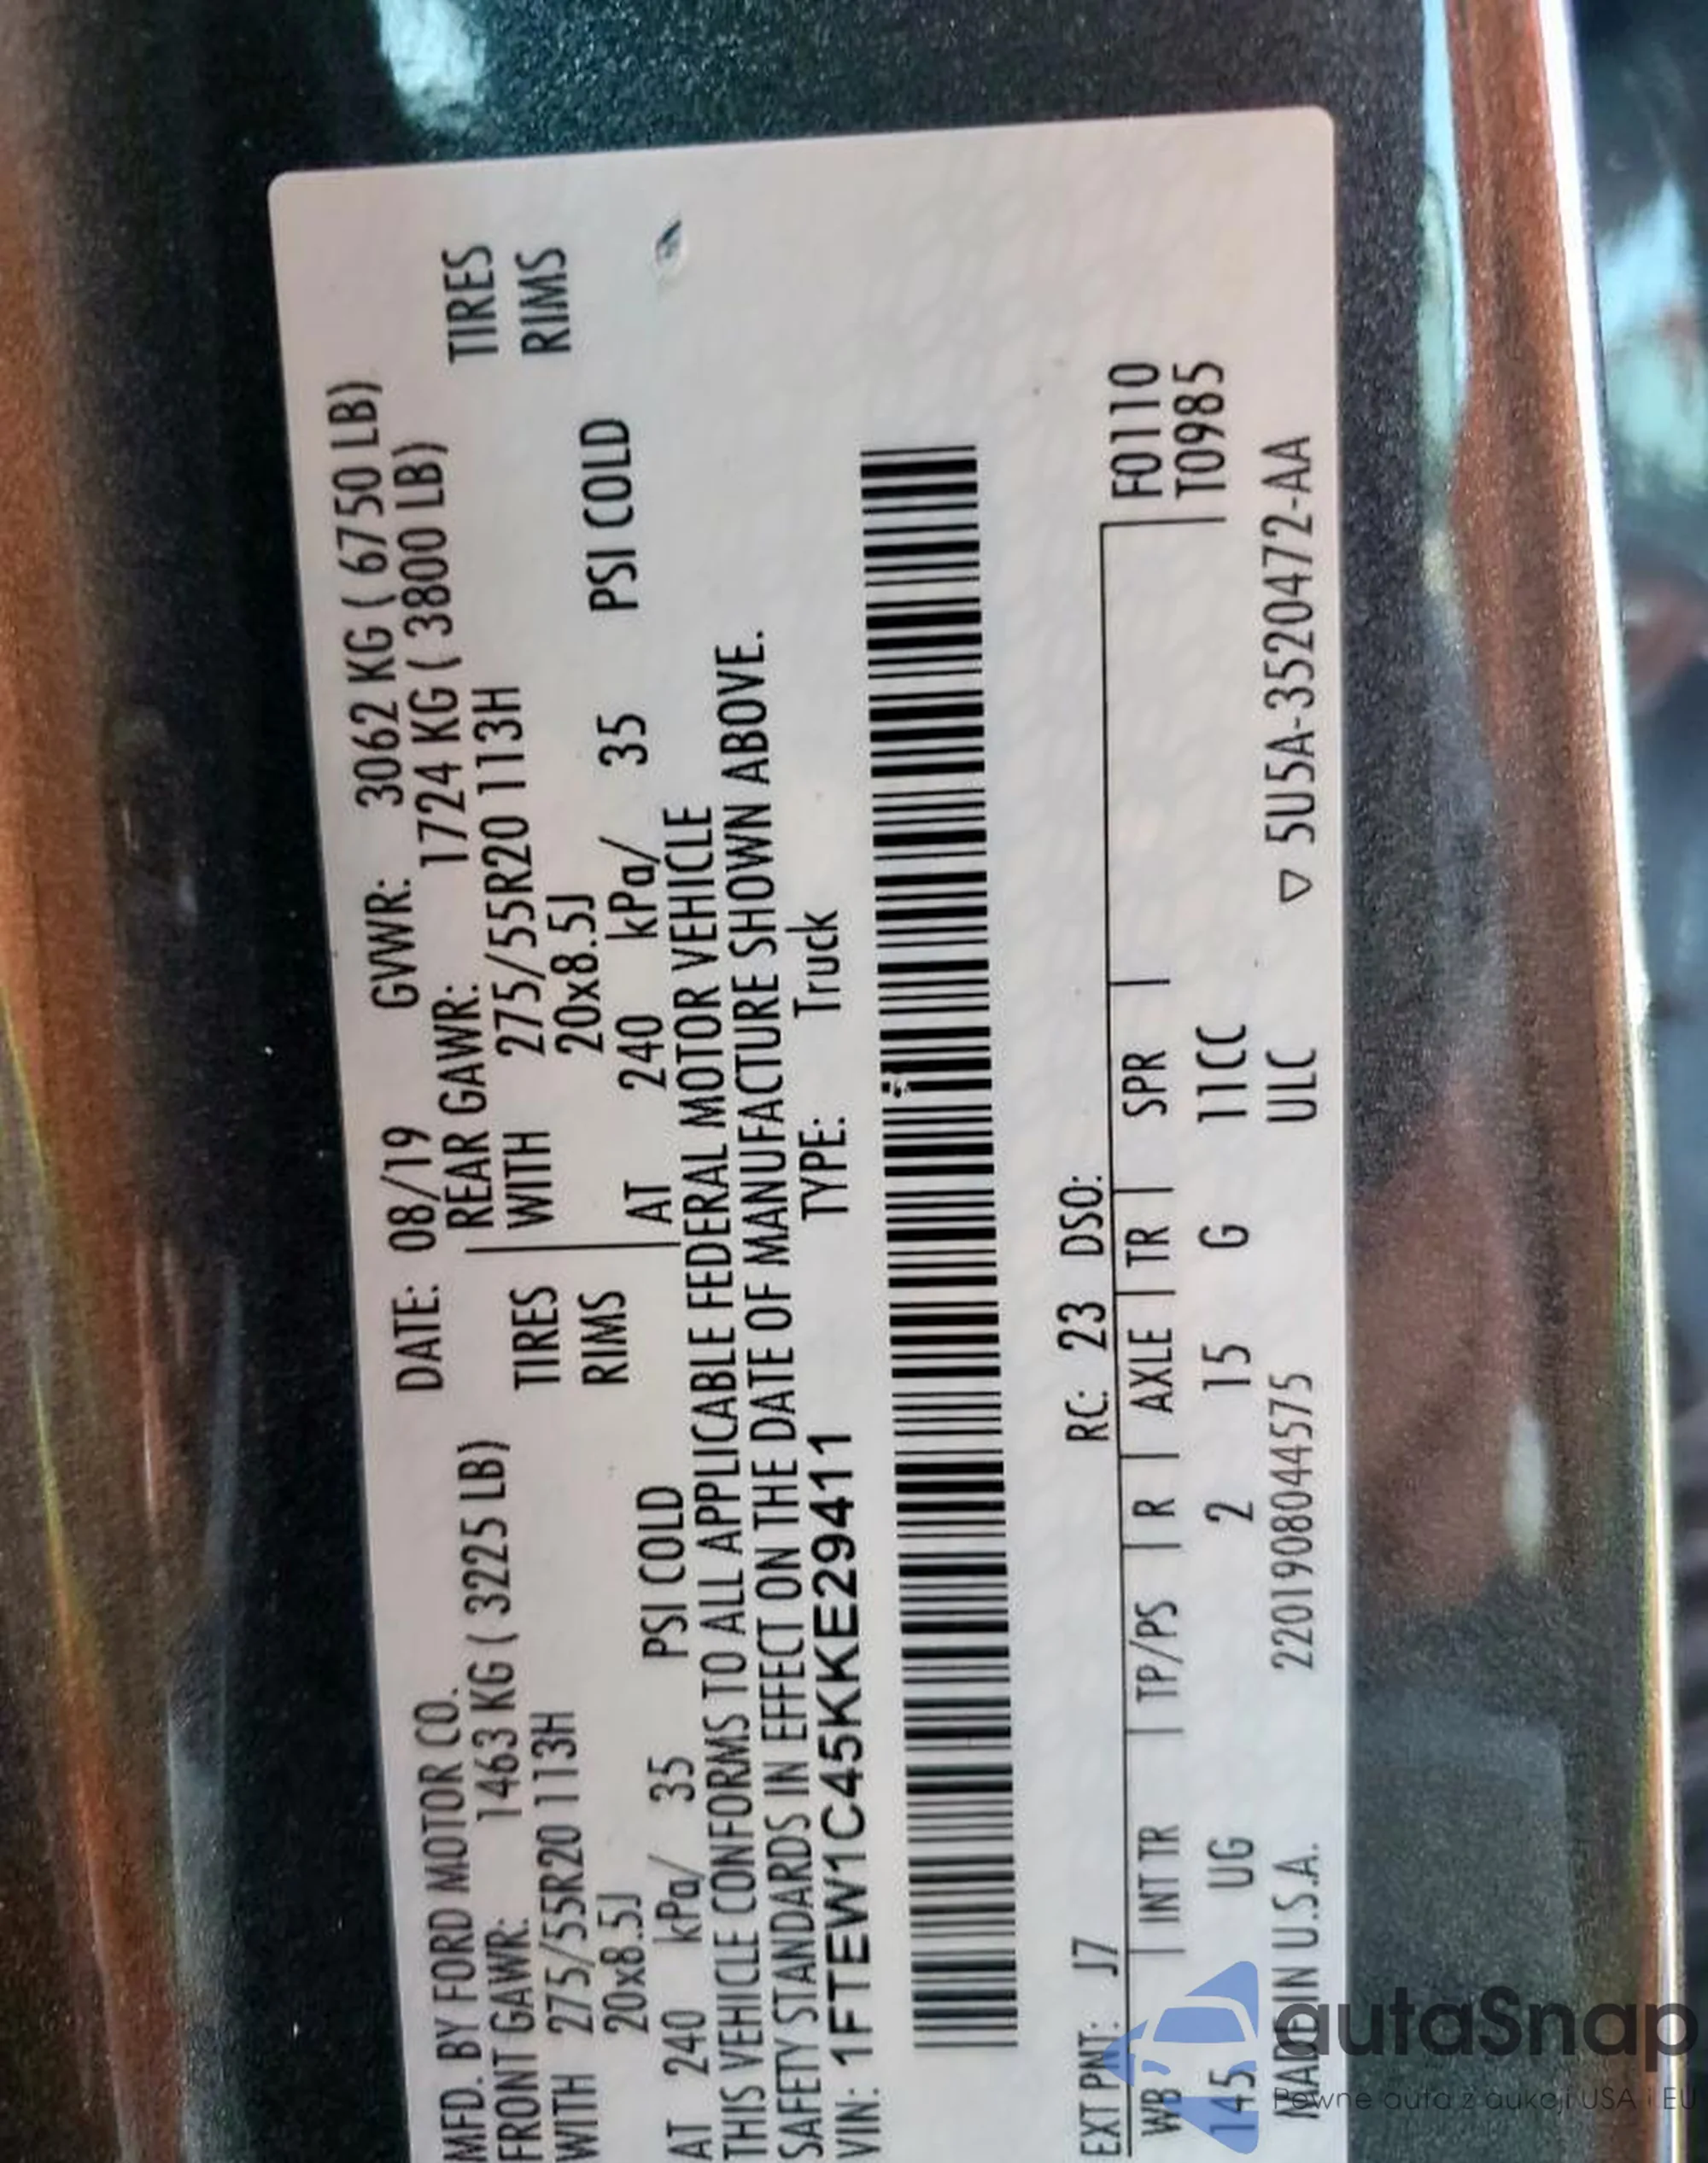 MFD. BY FORD MOTOR CO. DATE: 08/19 GVWR: 3062 KG ( 6750 LB)
FRONT GAWR: 1463 KG ( 3225 LB) REAR GAWR: 1724 KG ( 3800 LB)
WITH 275/55R20 113H TIRES WITH 275/55R20 113H TIRES
20x8.5J RIMS 20x8.5J RIMS
AT 240 kPa/ 35 PSI COLD AT 240 kPa/ 35 PSI COLD
THIS VEHICLE CONFORMS TO ALL APPLICABLE FEDERAL MOTOR VEHICLE
SAFETY STANDARDS IN EFFECT ON THE DATE OF MANUFACTURE SHOWN ABOVE.
VIN: 1FTEW1C45KKE29411 TYPE: Truck
EXT PNT: J7 RC: 23 DSO:
WB | INT TR | TP/PS | R | AXLE | TR | SPR | F0110
145 UG 2 15 G 11CC T0985
MADE IN U.S.A. 2201908044575 ULC ▽ 5U5A-3520472-AA
autaSnap
Pewne auta z aukcji USA i EU